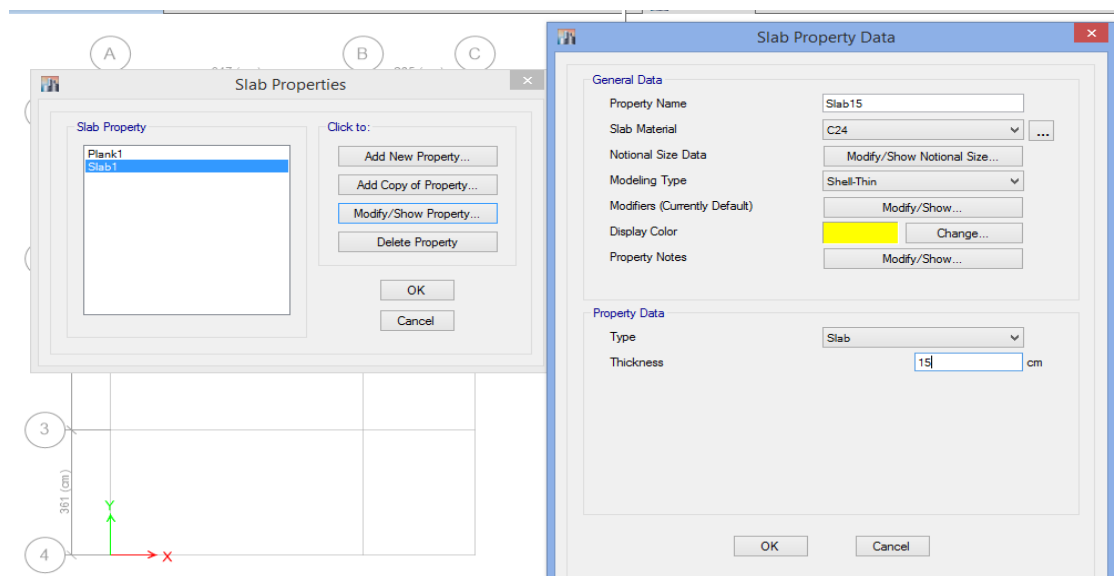 A
B
C
Slab Properties
Slab Property
Plank1
Slab1
Click to:
Add New Property...
Add Copy of Property...
Modify/Show Property...
Delete Property
OK
Cancel
3
361 (cm)
Y
X
4
Slab Property Data
General Data
Property Name
Slab15
Slab Material
C24
...
Notional Size Data
Modify/Show Notional Size...
Modeling Type
Shell-Thin
Modifiers (Currently Default)
Modify/Show...
Display Color
Change...
Property Notes
Modify/Show...
Property Data
Type
Slab
Thickness
15
cm
OK
Cancel